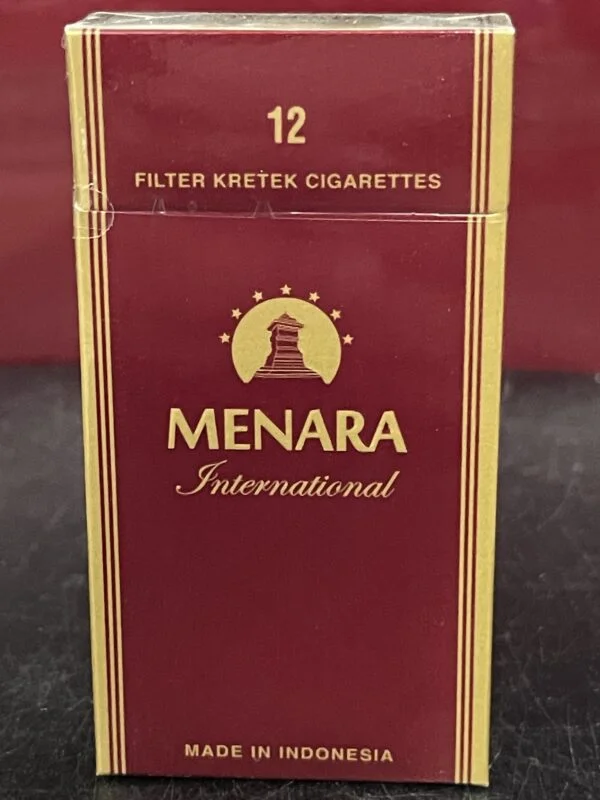 12
FILTER KRETEK CIGARETTES
MENARA
International
MADE IN INDONESIA